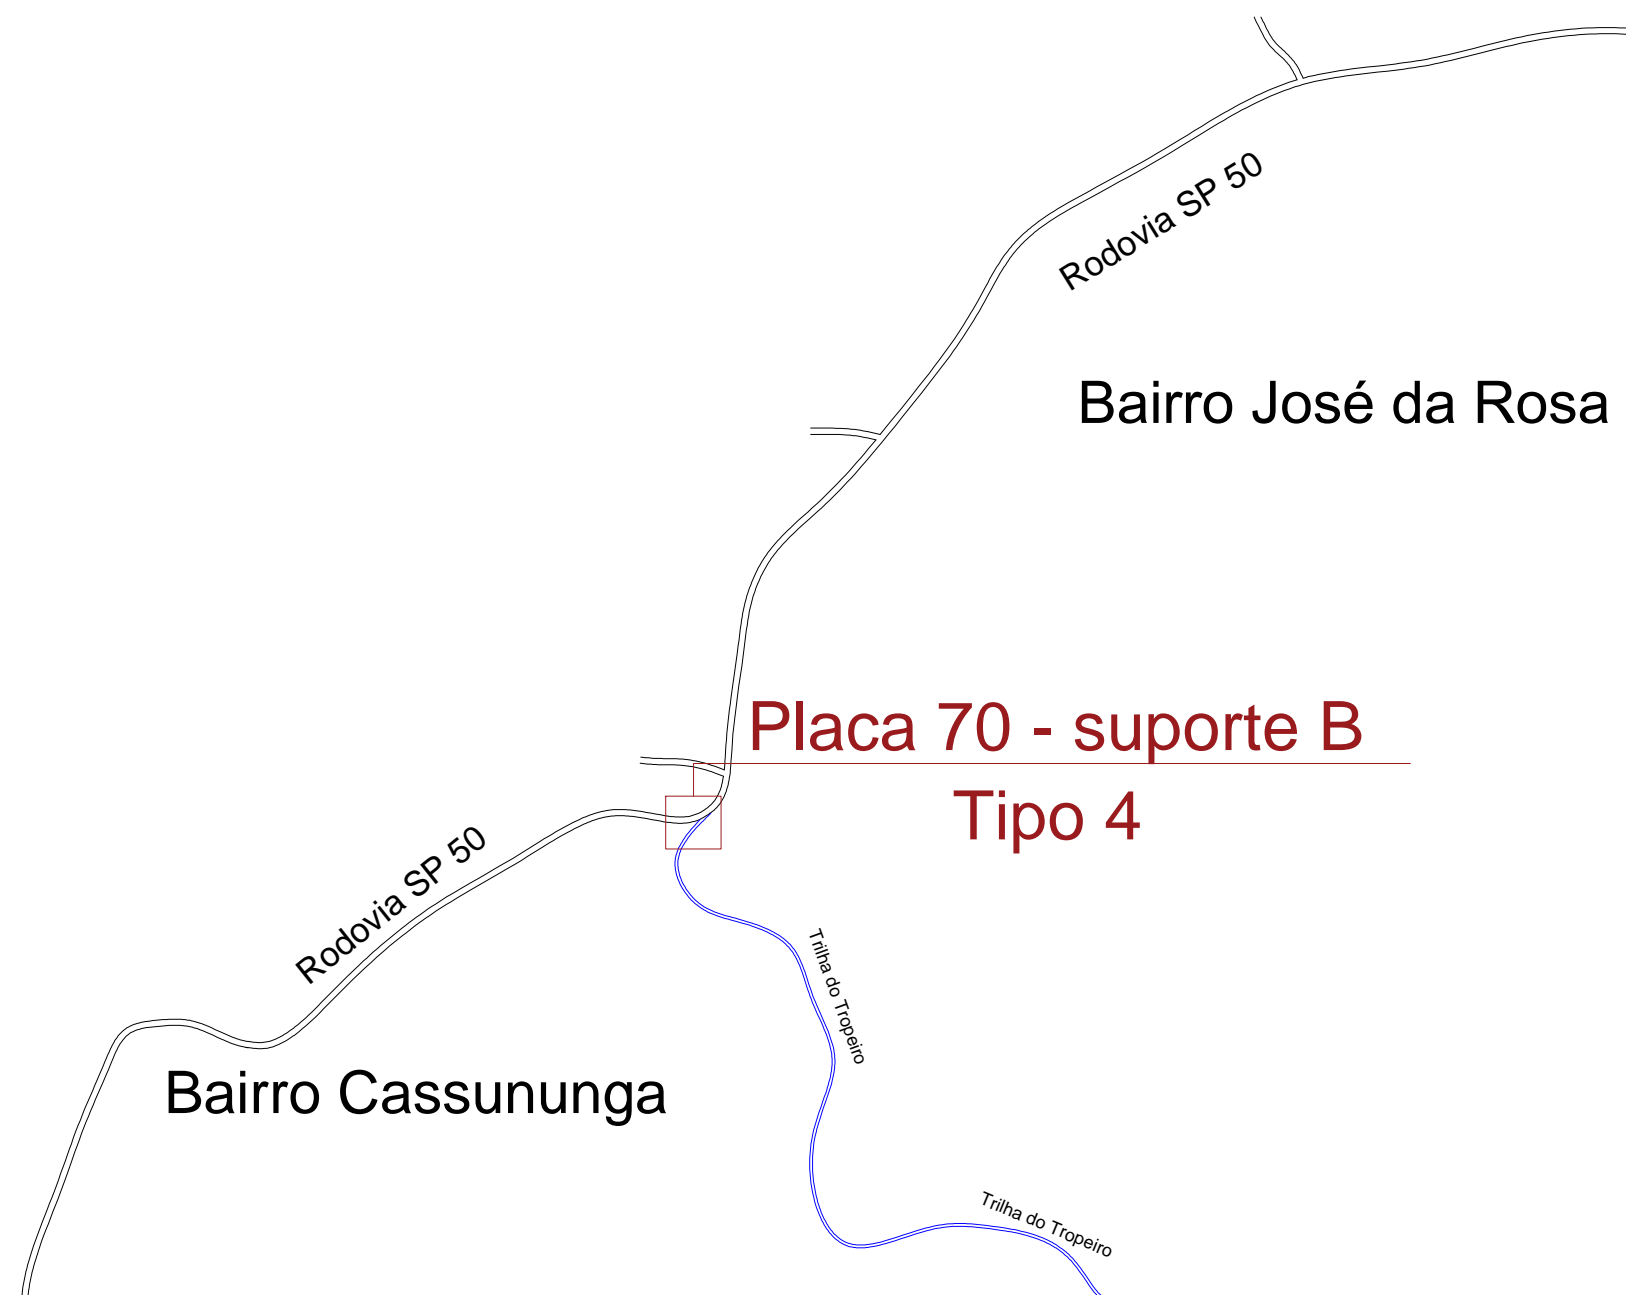 Rodovia SP 50
Bairro José da Rosa
Placa 70 - suporte B
Tipo 4
Rodovia SP 50
Trilha do Tropeiro
Bairro Cassununga
Trilha do Tropeiro